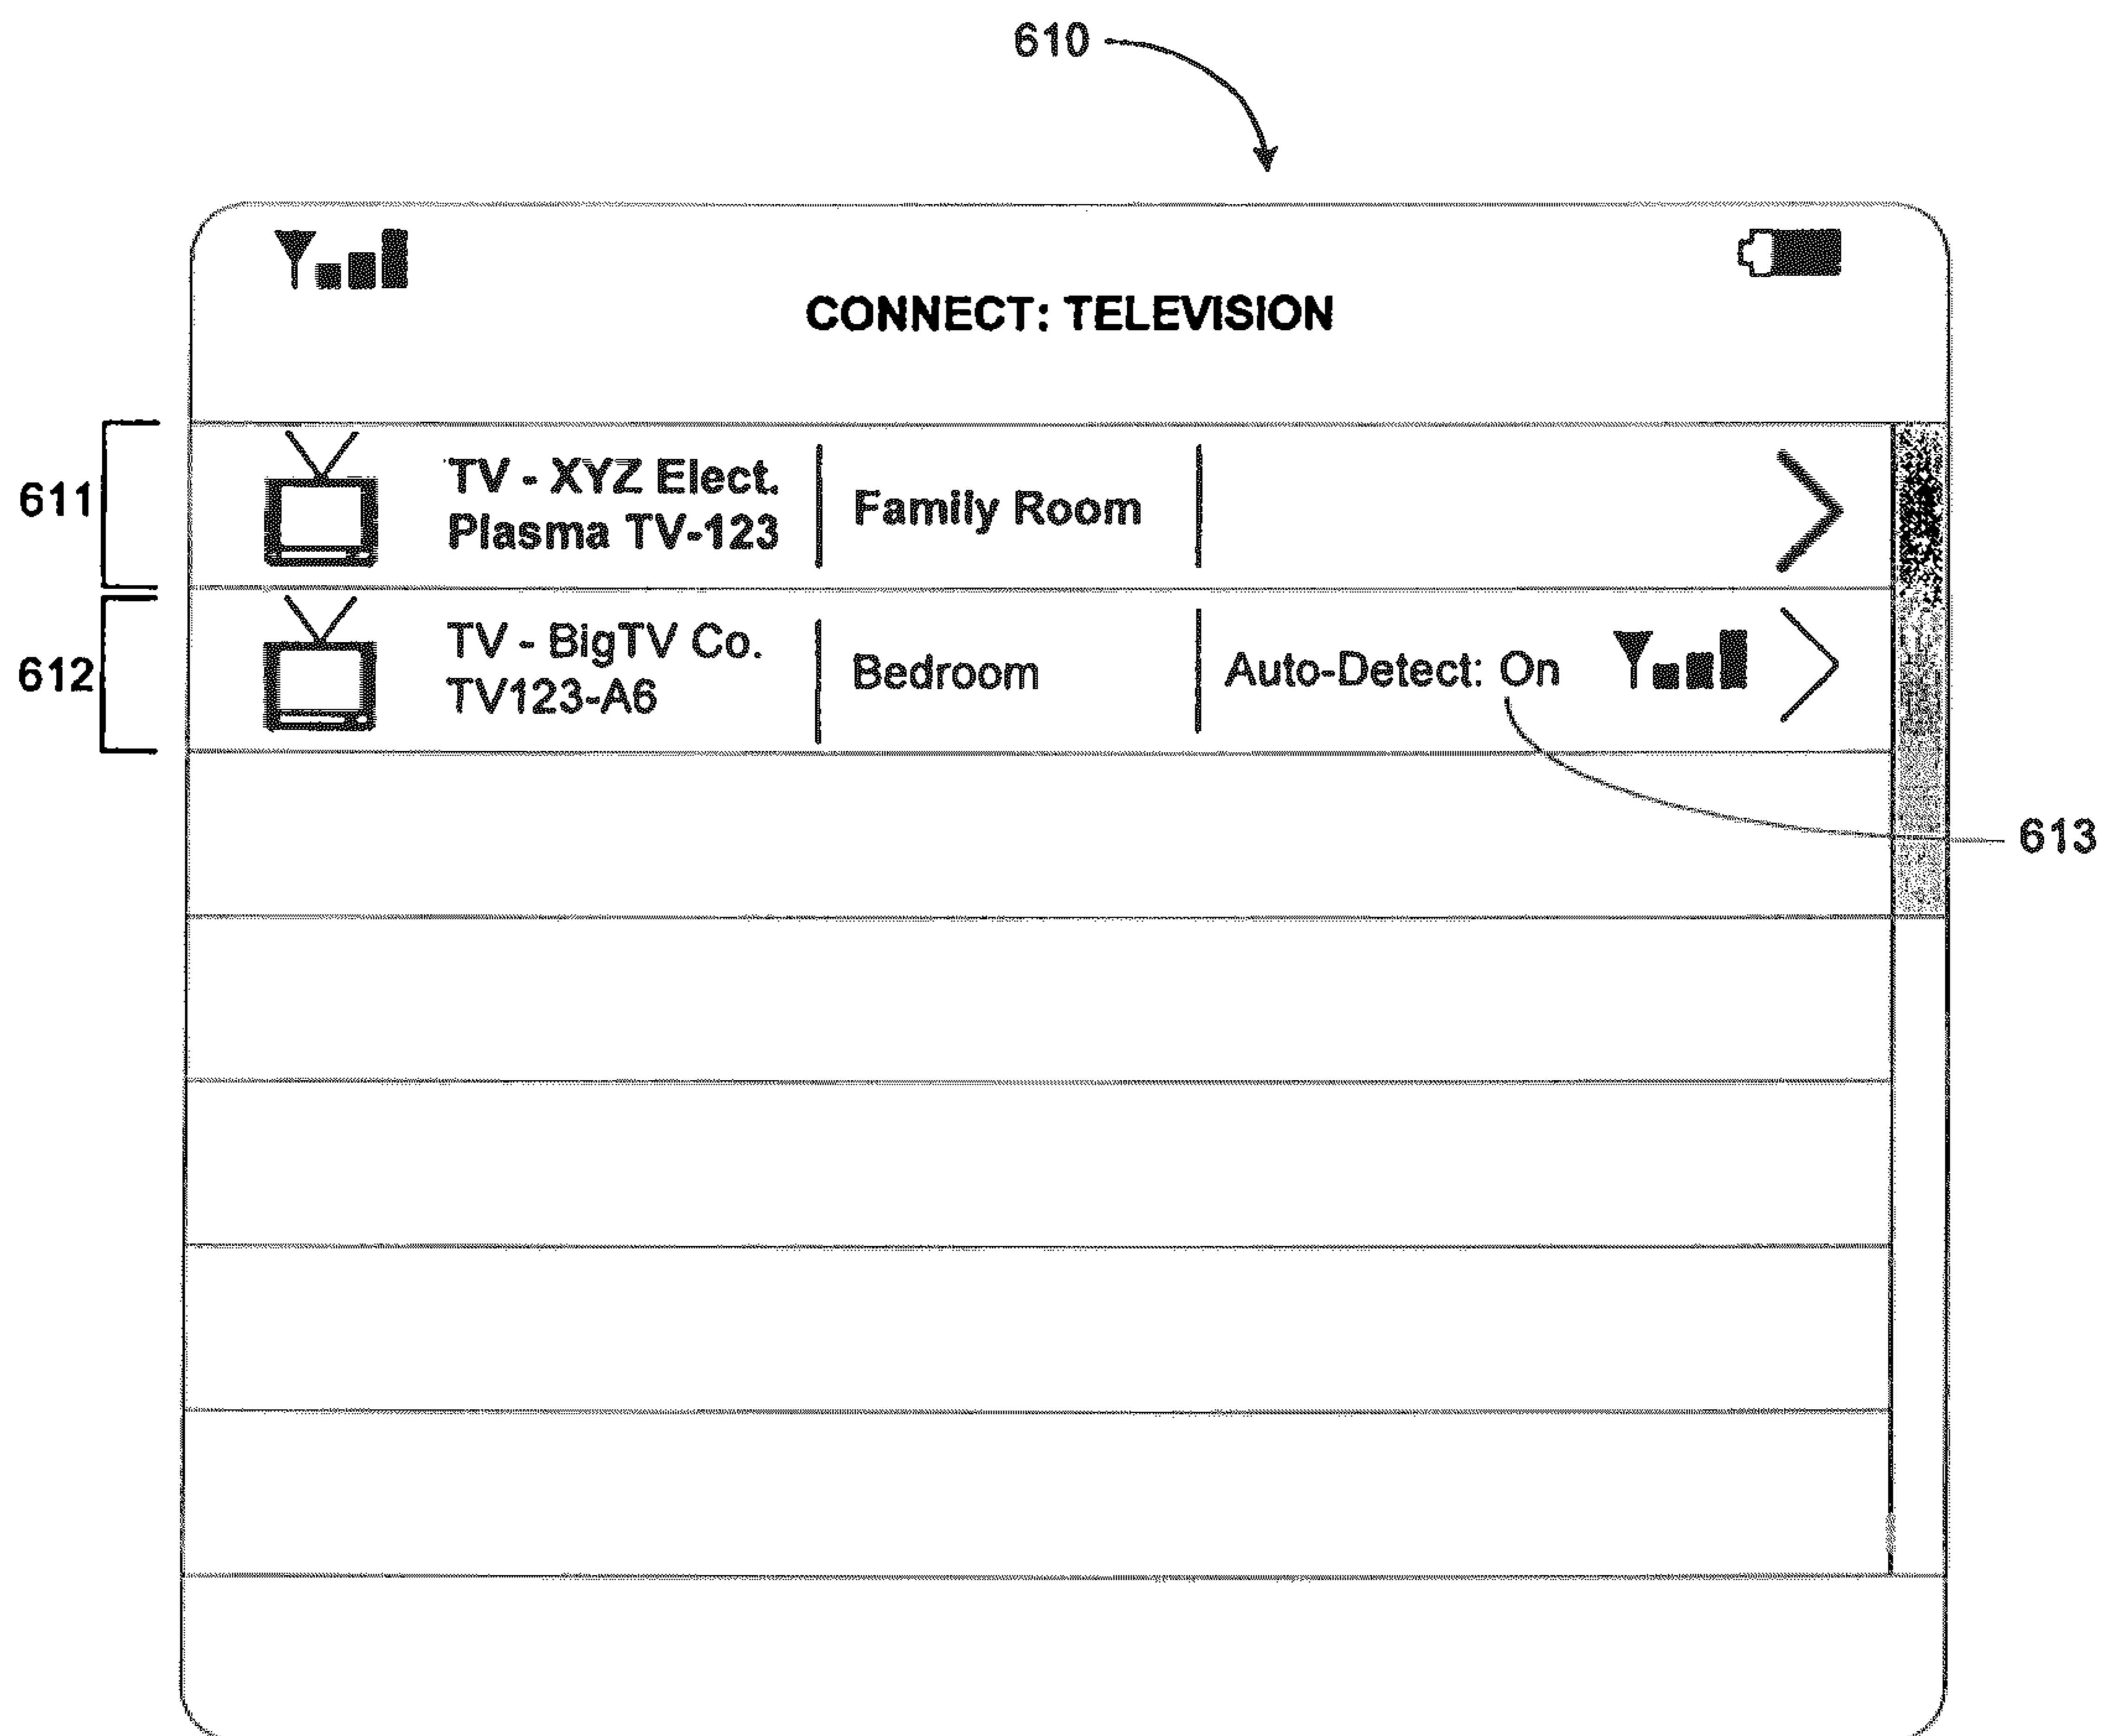 610
CONNECT: TELEVISION
611
TV - XYZ Elect.
Plasma TV-123
Family Room
612
TV - BigTV Co.
TV123-A6
Bedroom
Auto-Detect: On
613